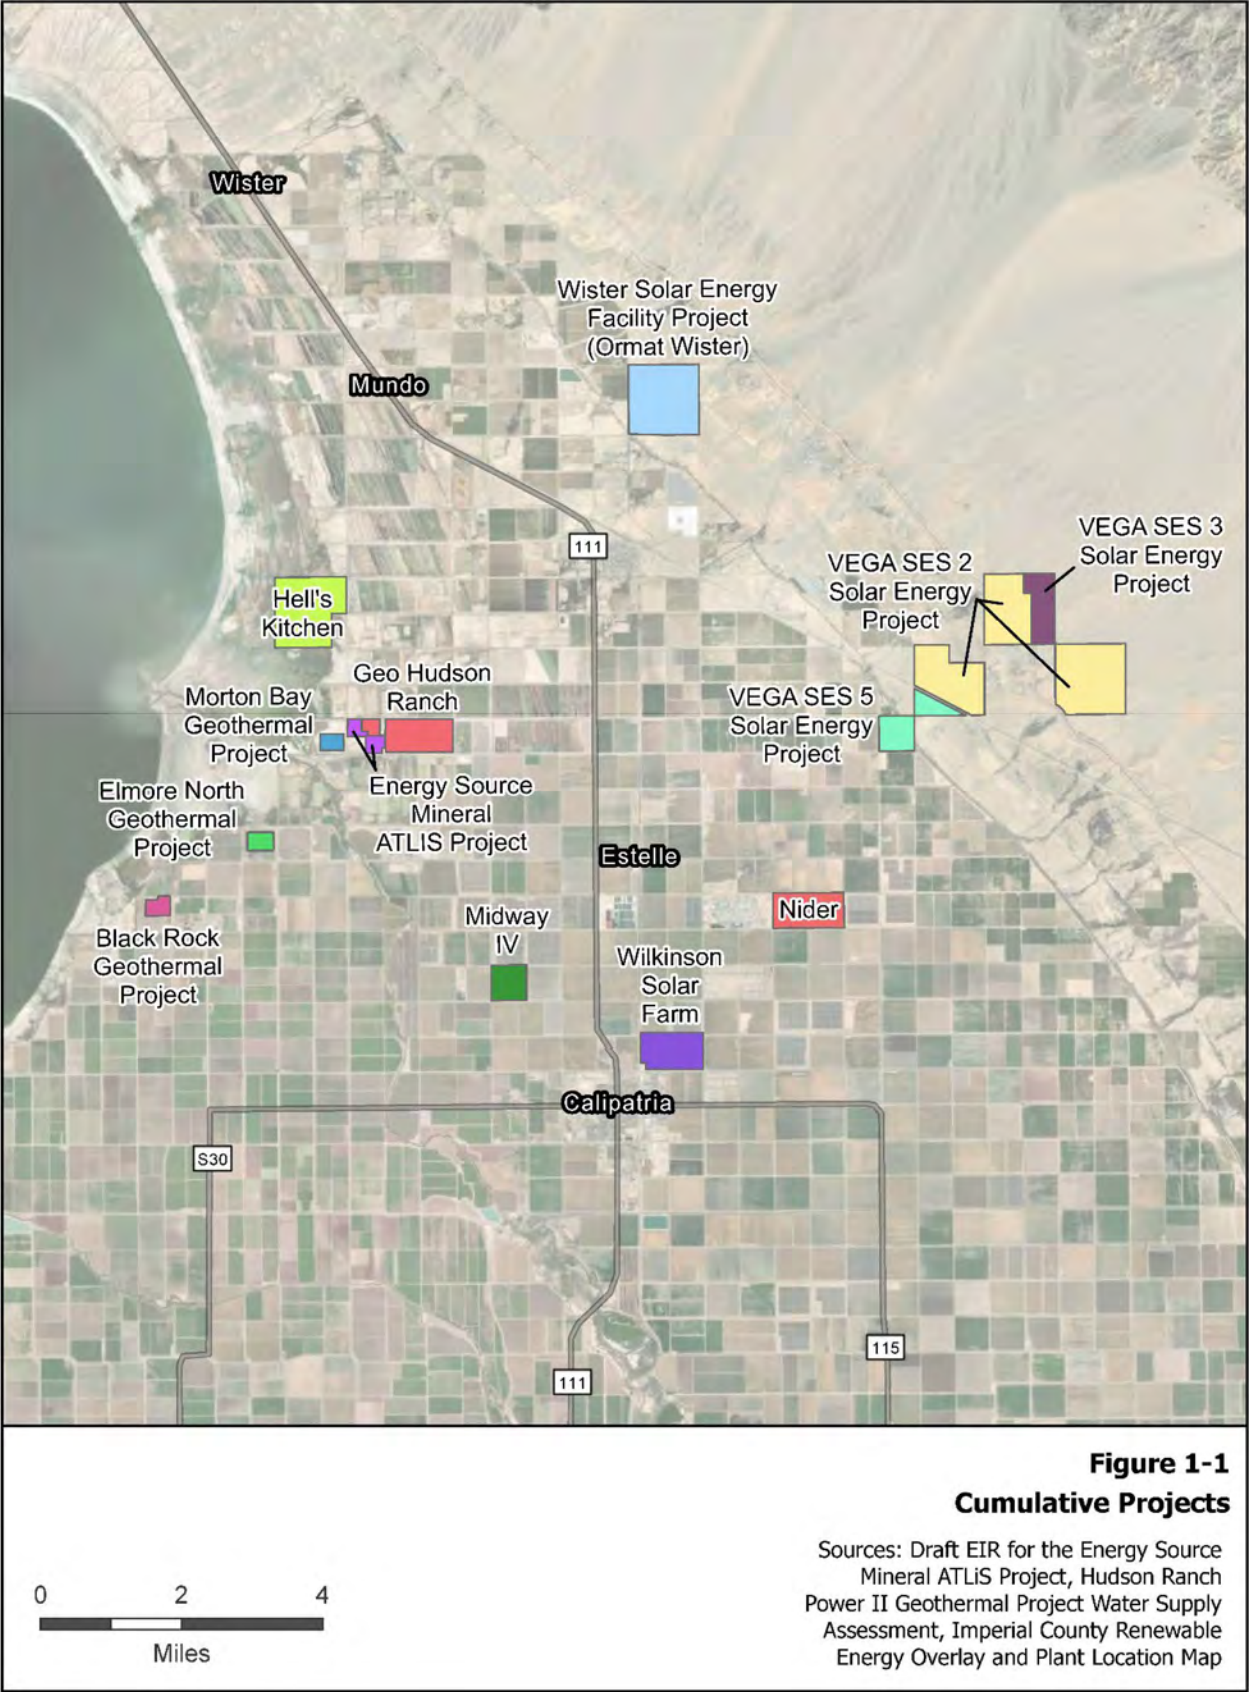 Wister
Wister Solar Energy
Facility Project
(Ormat Wister)
Mundo
111
VEGA SES 3
Solar Energy
Project
VEGA SES 2
Solar Energy
Project
Hell's
Kitchen
Geo Hudson
Ranch
Morton Bay
Geothermal
Project
VEGA SES 5
Solar Energy
Project
Energy Source
Mineral
ATLIS Project
Elmore North
Geothermal
Project
Estelle
Nider
Midway
IV
Black Rock
Geothermal
Project
Wilkinson
Solar
Farm
Calipatria
S30
115
111
Figure 1-1
Cumulative Projects
Sources: Draft EIR for the Energy Source
Mineral ATLiS Project, Hudson Ranch
Power II Geothermal Project Water Supply
Assessment, Imperial County Renewable
Energy Overlay and Plant Location Map
0 2 4
Miles